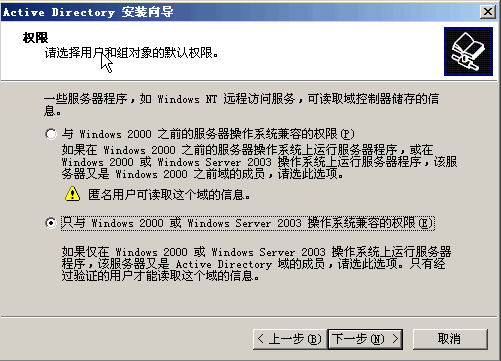 Active Directory 安装向导
权限
请选择用户和组对象的默认权限。
一些服务器程序，如 Windows NT 远程访问服务，可读取域控制器储存的信
息。
与 Windows 2000 之前的服务器操作系统兼容的权限(P)
如果在 Windows 2000 之前的服务器操作系统上运行服务器程序，或在
Windows 2000 或 Windows Server 2003 操作系统上运行服务器程序，该服
务器又是 Windows 2000 之前域的成员，请选此选项。
匿名用户可读取这个域的信息。
只与 Windows 2000 或 Windows Server 2003 操作系统兼容的权限(E)
如果仅在 Windows 2000 或 Windows Server 2003 操作系统上运行服务器
程序，该服务器又是 Active Directory 域的成员，请选此选项。只有经
过验证的用户才能读取这个域的信息。
< 上一步(B) 下一步(N) > 取消